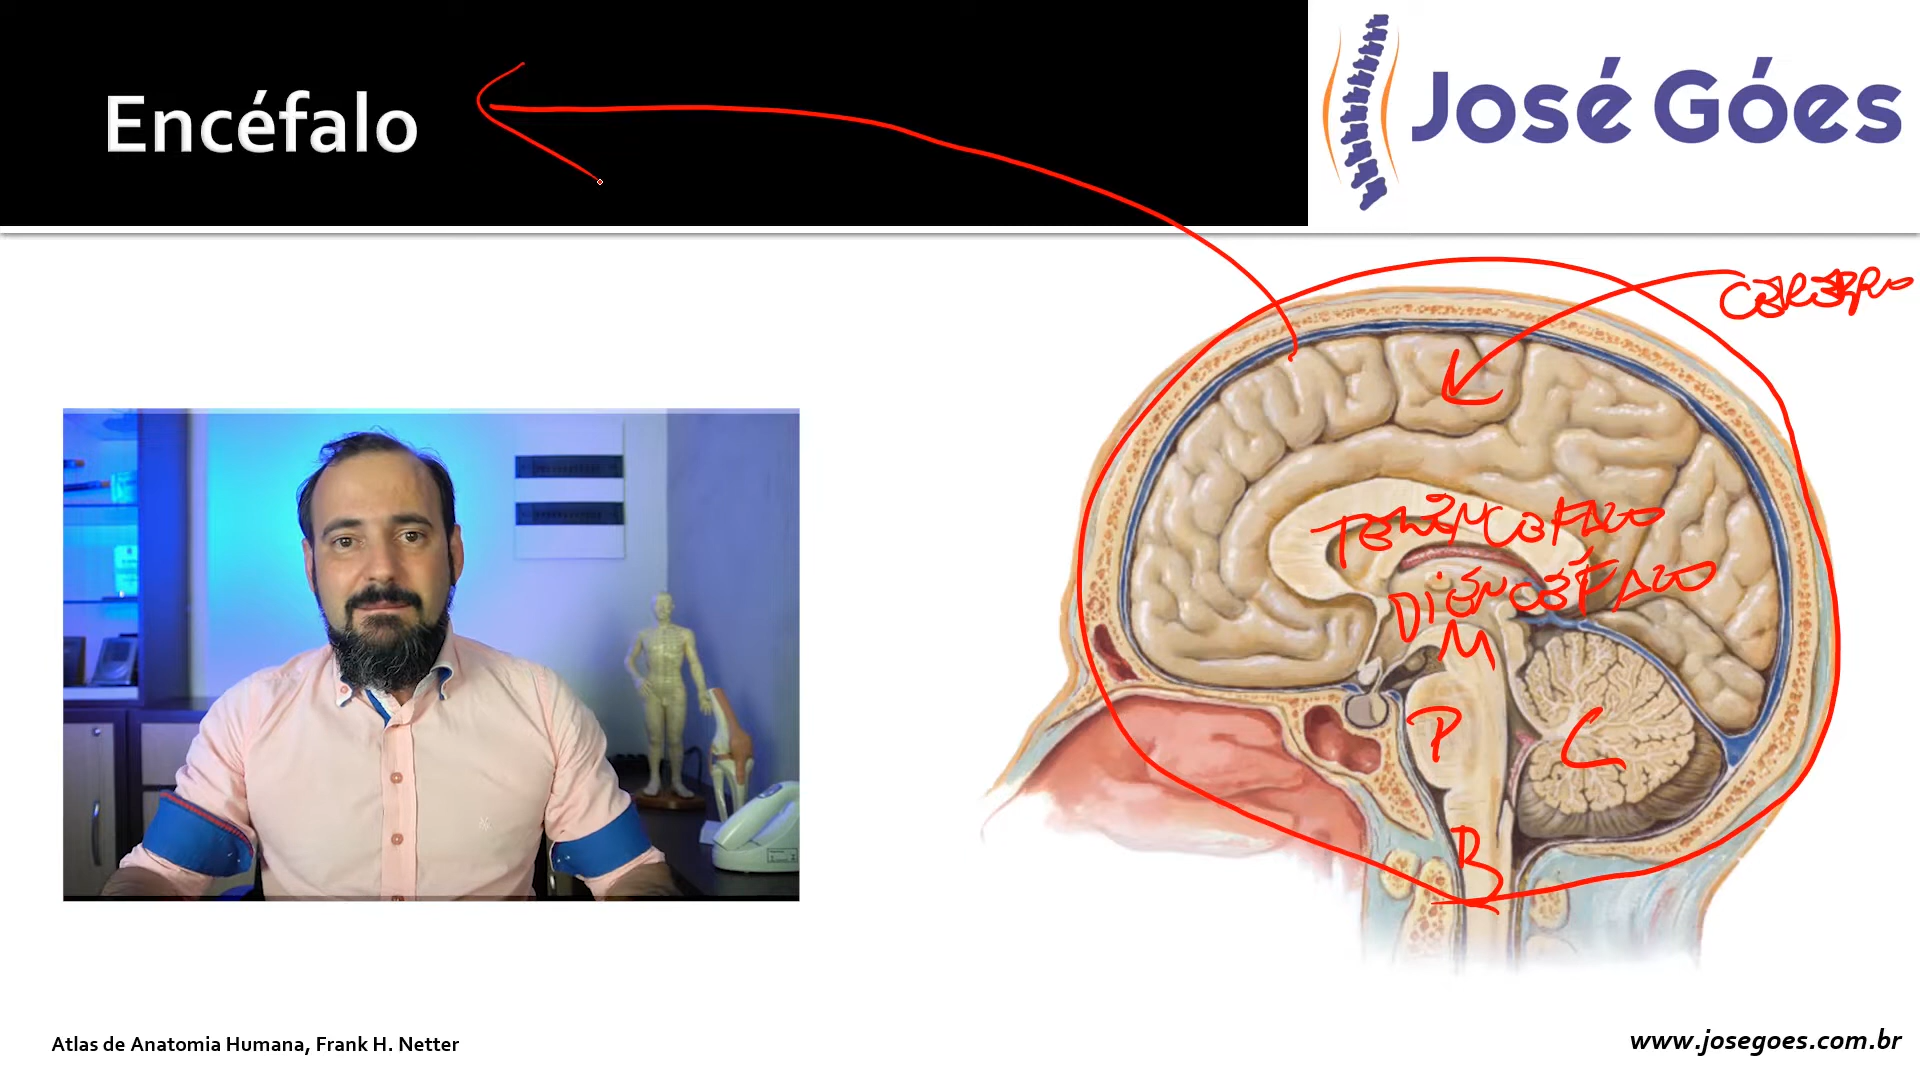 Encéfalo
José Góes
CÉREBRO
TELENCÉFALO
DIENCÉFALO
M
P
C
B
Atlas de Anatomia Humana, Frank H. Netter
www.josegoes.com.br